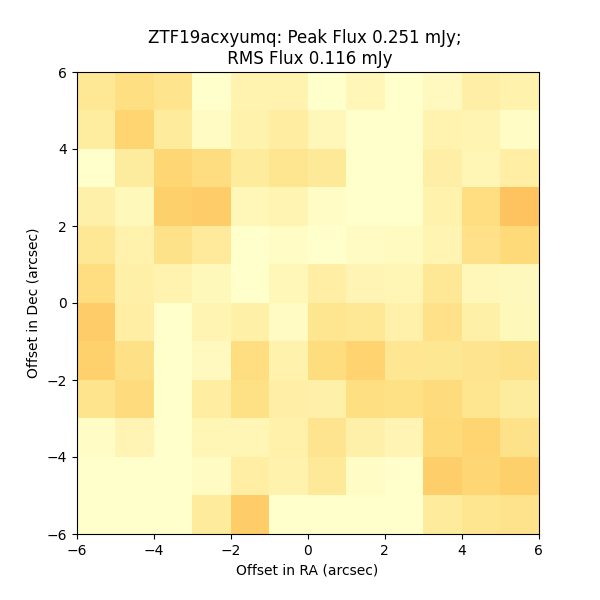 ZTF19acxyumq: Peak Flux 0.251 mJy;
RMS Flux 0.116 mJy
6
4
2
0
−2
−4
−6
Offset in Dec (arcsec)
−6 −4 −2 0 2 4 6
Offset in RA (arcsec)